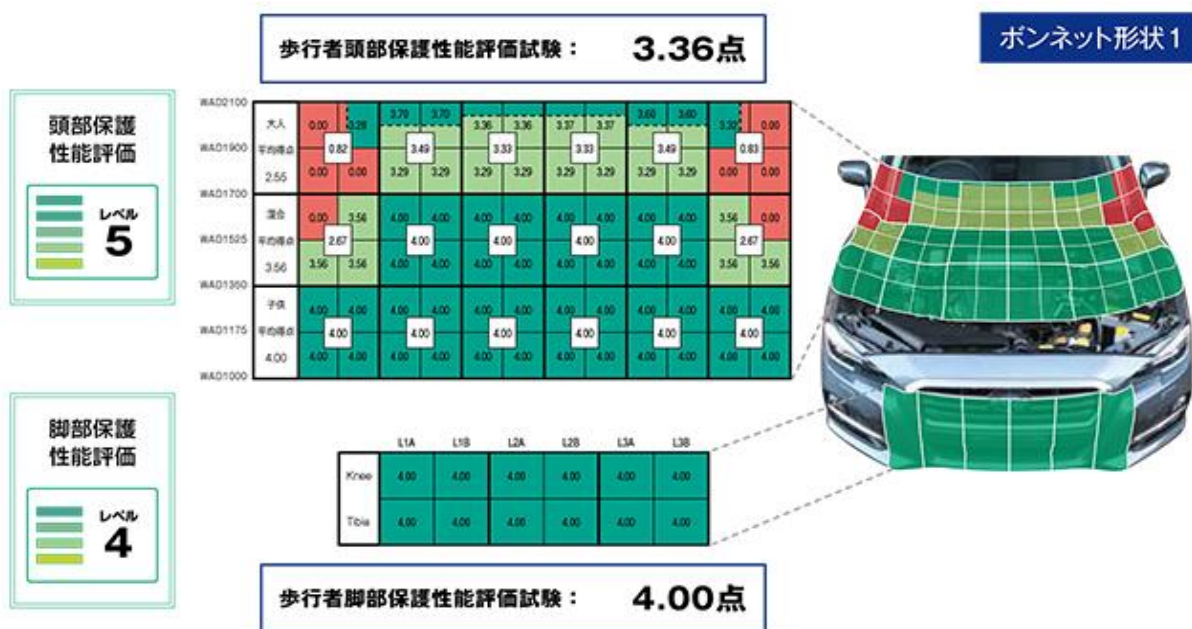 歩行者頭部保護性能評価試験： 3.36点
ボンネット形状1
頭部保護
性能評価
レベル
5
WAD2100
大人 0.00 3.28 3.70 3.70 3.36 3.36 3.37 3.37 3.60 3.60 3.32 0.00
WAD1900 平均得点 0.82 3.49 3.33 3.33 3.49 0.83
2.55 0.00 0.00 3.29 3.29 3.29 3.29 3.29 3.29 3.29 3.29 0.00 0.00
WAD1700
混合 0.00 3.56 4.00 4.00 4.00 4.00 4.00 4.00 4.00 4.00 3.56 0.00
WAD1525 平均得点 2.67 4.00 4.00 4.00 4.00 2.67
3.56 3.56 3.56 4.00 4.00 4.00 4.00 4.00 4.00 4.00 4.00 3.56 3.56
WAD1350
子供 4.00 4.00 4.00 4.00 4.00 4.00 4.00 4.00 4.00 4.00 4.00 4.00
WAD1175 平均得点 4.00 4.00 4.00 4.00 4.00 4.00
4.00 4.00 4.00 4.00 4.00 4.00 4.00 4.00 4.00 4.00 4.00 4.00 4.00
WAD1000
脚部保護
性能評価
レベル
4
L1A L1B L2A L2B L3A L3B
Knee 4.00 4.00 4.00 4.00 4.00 4.00
Tibia 4.00 4.00 4.00 4.00 4.00 4.00
歩行者脚部保護性能評価試験： 4.00点